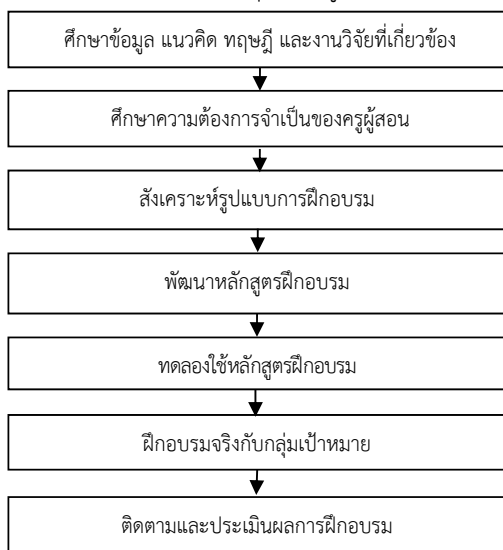 ศึกษาข้อมูล แนวคิด ทฤษฎี และงานวิจัยที่เกี่ยวข้อง
ศึกษาความต้องการจำเป็นของครูผู้สอน
สังเคราะห์รูปแบบการฝึกอบรม
พัฒนาหลักสูตรฝึกอบรม
ทดลองใช้หลักสูตรฝึกอบรม
ฝึกอบรมจริงกับกลุ่มเป้าหมาย
ติดตามและประเมินผลการฝึกอบรม